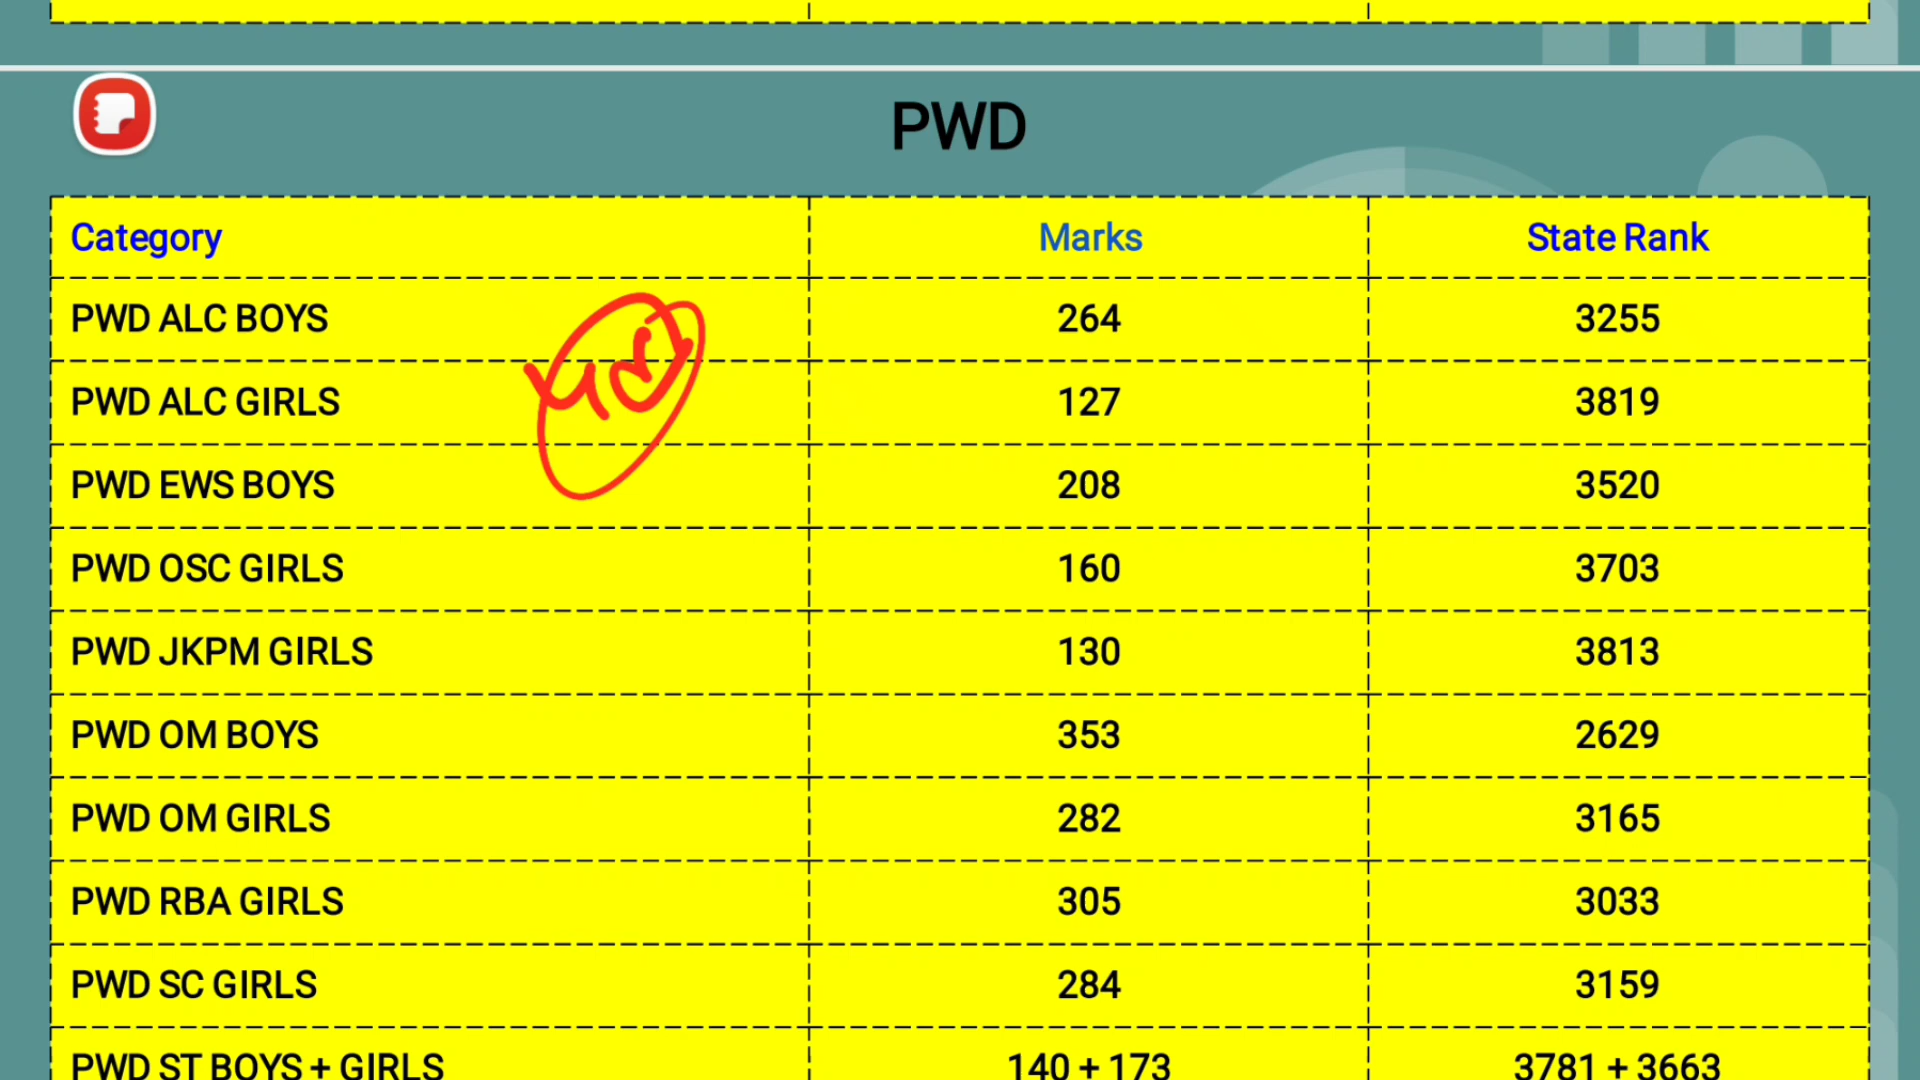 PWD
Category Marks State Rank
PWD ALC BOYS 264 3255
PWD ALC GIRLS 127 3819
PWD EWS BOYS 208 3520
PWD OSC GIRLS 160 3703
PWD JKPM GIRLS 130 3813
PWD OM BOYS 353 2629
PWD OM GIRLS 282 3165
PWD RBA GIRLS 305 3033
PWD SC GIRLS 284 3159
PWD ST BOYS + GIRLS 140 + 173 3781 + 3663